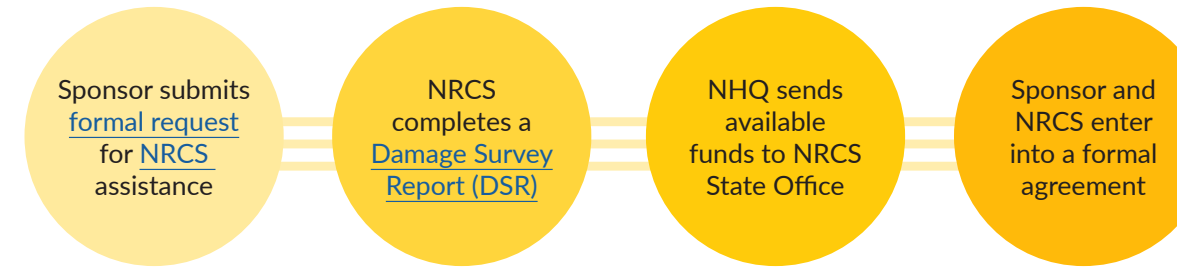 Sponsor submits
formal request
for NRCS
assistance
NRCS
completes a
Damage Survey
Report (DSR)
NHQ sends
available
funds to NRCS
State Office
Sponsor and
NRCS enter
into a formal
agreement